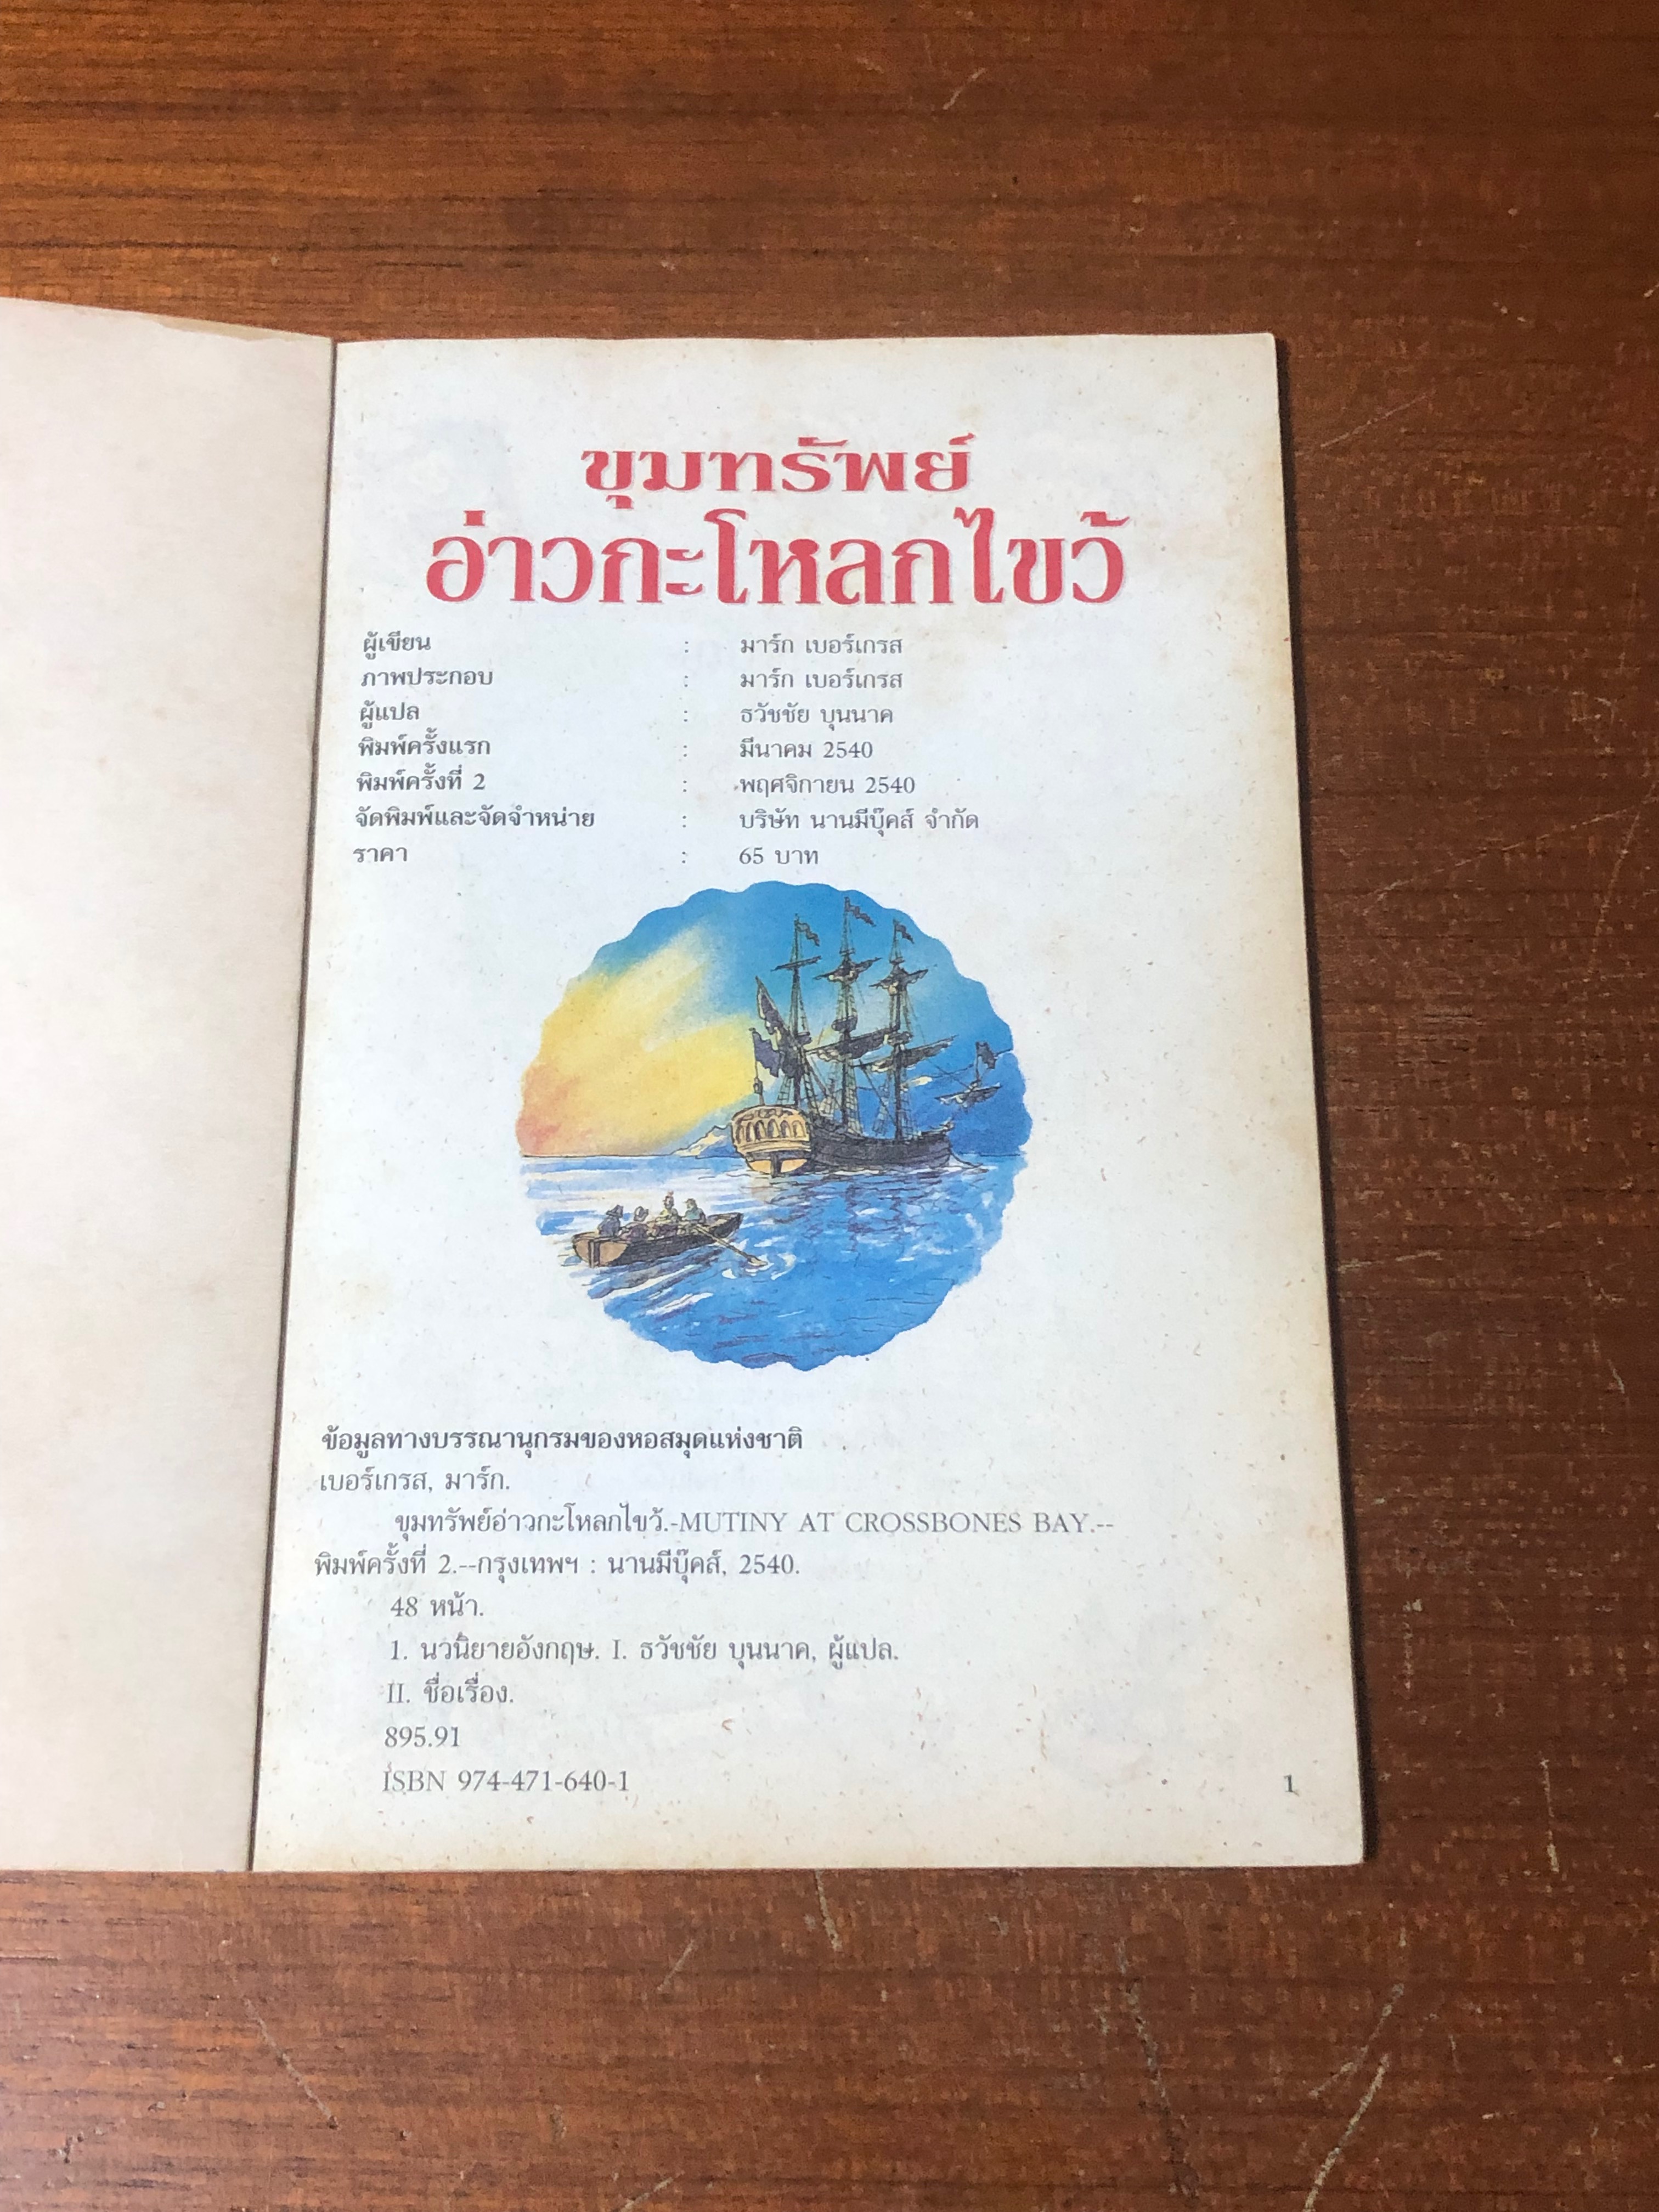 ขุมทรัพย์
อ่าวกะโหลกไขว้
ผู้เขียน : มาร์ก เบอร์เกรส
ภาพประกอบ : มาร์ก เบอร์เกรส
ผู้แปล : ธวัชชัย บุนนาค
พิมพ์ครั้งแรก : มีนาคม 2540
พิมพ์ครั้งที่ 2 : พฤศจิกายน 2540
จัดพิมพ์และจัดจำหน่าย : บริษัท นานมีบุ๊คส์ จำกัด
ราคา : 65 บาท
ข้อมูลทางบรรณานุกรมของหอสมุดแห่งชาติ
เบอร์เกรส, มาร์ก.
ขุมทรัพย์อ่าวกะโหลกไขว้.-MUTINY AT CROSSBONES BAY.--
พิมพ์ครั้งที่ 2.--กรุงเทพฯ : นานมีบุ๊คส์, 2540.
48 หน้า.
1. นวนิยายอังกฤษ. I. ธวัชชัย บุนนาค, ผู้แปล.
II. ชื่อเรื่อง.
895.91
ISBN 974-471-640-1
1